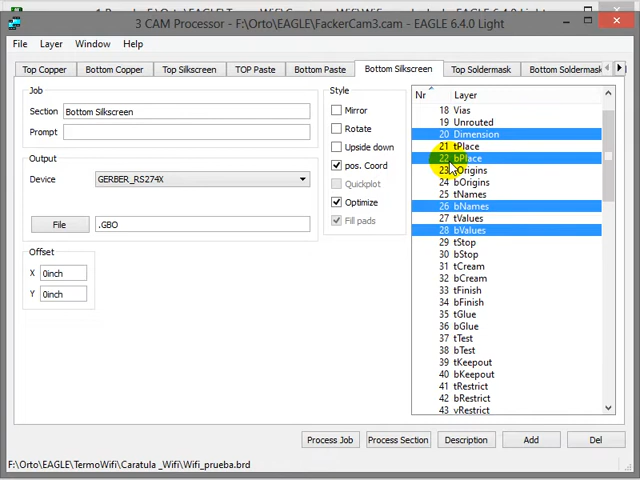 3 CAM Processor - F:\Orto\EAGLE\FackerCam3.cam - EAGLE 6.4.0 Light
File Layer Window Help
Top Copper Bottom Copper Top Silkscreen TOP Paste Bottom Paste Bottom Silkscreen Top Soldermask Bottom Soldermask
Job
Section Bottom Silkscreen
Prompt
Output
Device GERBER_RS274X
File .GBO
Offset
X 0inch
Y 0inch
Style
Mirror
Rotate
Upside down
pos. Coord
Quickplot
Optimize
Fill pads
Nr Layer
18 Vias
19 Unrouted
20 Dimension
21 tPlace
22 bPlace
23 tOrigins
24 bOrigins
25 tNames
26 bNames
27 tValues
28 bValues
29 tStop
30 bStop
31 tCream
32 bCream
33 tFinish
34 bFinish
35 tGlue
36 bGlue
37 tTest
38 bTest
39 tKeepout
40 bKeepout
41 tRestrict
42 bRestrict
43 vRestrict
Process Job Process Section Description Add Del
F:\Orto\EAGLE\TermoWifi\Caratula _Wifi\Wifi_prueba.brd